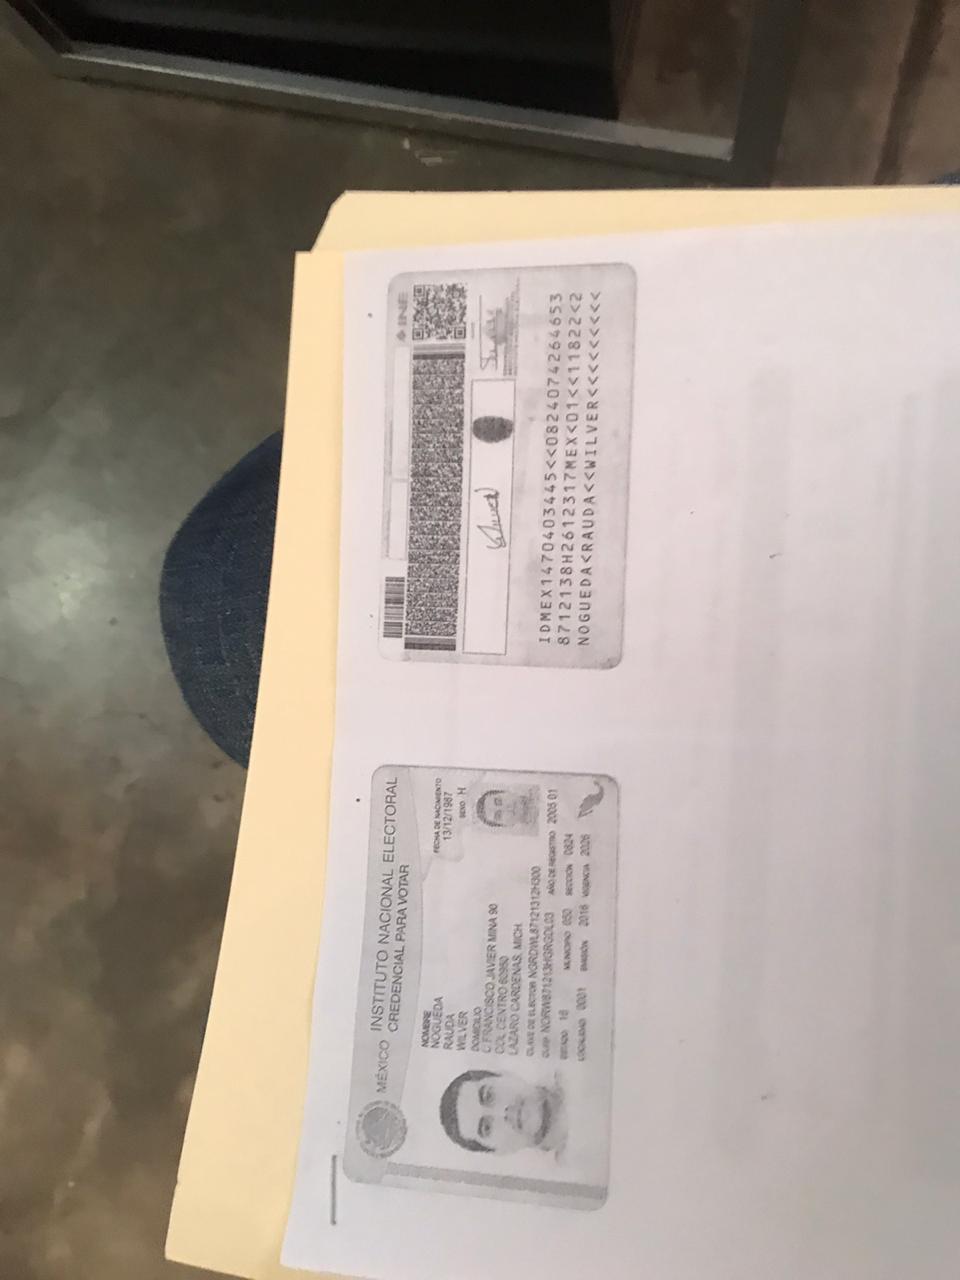 MÉXICO INSTITUTO NACIONAL ELECTORAL
CREDENCIAL PARA VOTAR
NOMBRE
NOGUEDA
RAUDA
WILVER
FECHA DE NACIMIENTO
13/12/1987
SEXO H
DOMICILIO
C FRANCISCO JAVIER MINA 90
COL CENTRO 60950
LAZARO CARDENAS, MICH.
CLAVE DE ELECTOR NGRDWL87121312H300
CURP NORW871213HGRGDL03 AÑO DE REGISTRO 2005 01
ESTADO 16 MUNICIPIO 050 SECCIÓN 0824
LOCALIDAD 0001 EMISIÓN 2016 VIGENCIA 2026
INE
IDMEX1470403445<<0824074264653
8712138H2612317MEX<01<<11822<2
NOGUEDA<RAUDA<<WILVER<<<<<<<<<